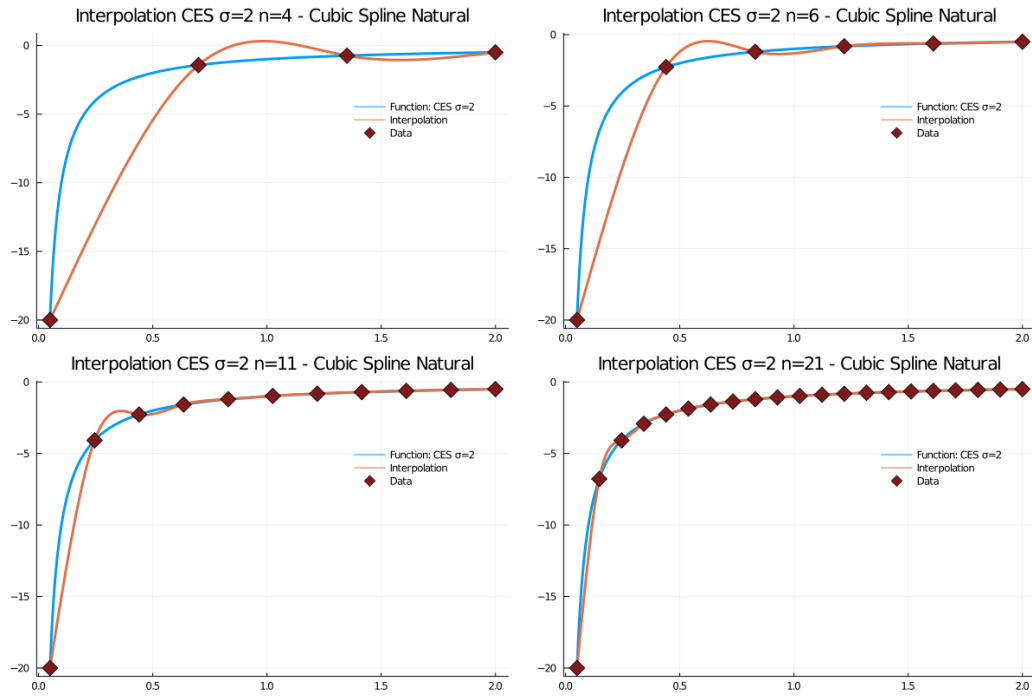 Interpolation CES σ=2 n=4 - Cubic Spline Natural
0
−5
−10
−15
−20
0.0 0.5 1.0 1.5 2.0
Function: CES σ=2
Interpolation
Data
Interpolation CES σ=2 n=6 - Cubic Spline Natural
0
−5
−10
−15
−20
0.0 0.5 1.0 1.5 2.0
Function: CES σ=2
Interpolation
Data
Interpolation CES σ=2 n=11 - Cubic Spline Natural
0
−5
−10
−15
−20
0.0 0.5 1.0 1.5 2.0
Function: CES σ=2
Interpolation
Data
Interpolation CES σ=2 n=21 - Cubic Spline Natural
0
−5
−10
−15
−20
0.0 0.5 1.0 1.5 2.0
Function: CES σ=2
Interpolation
Data